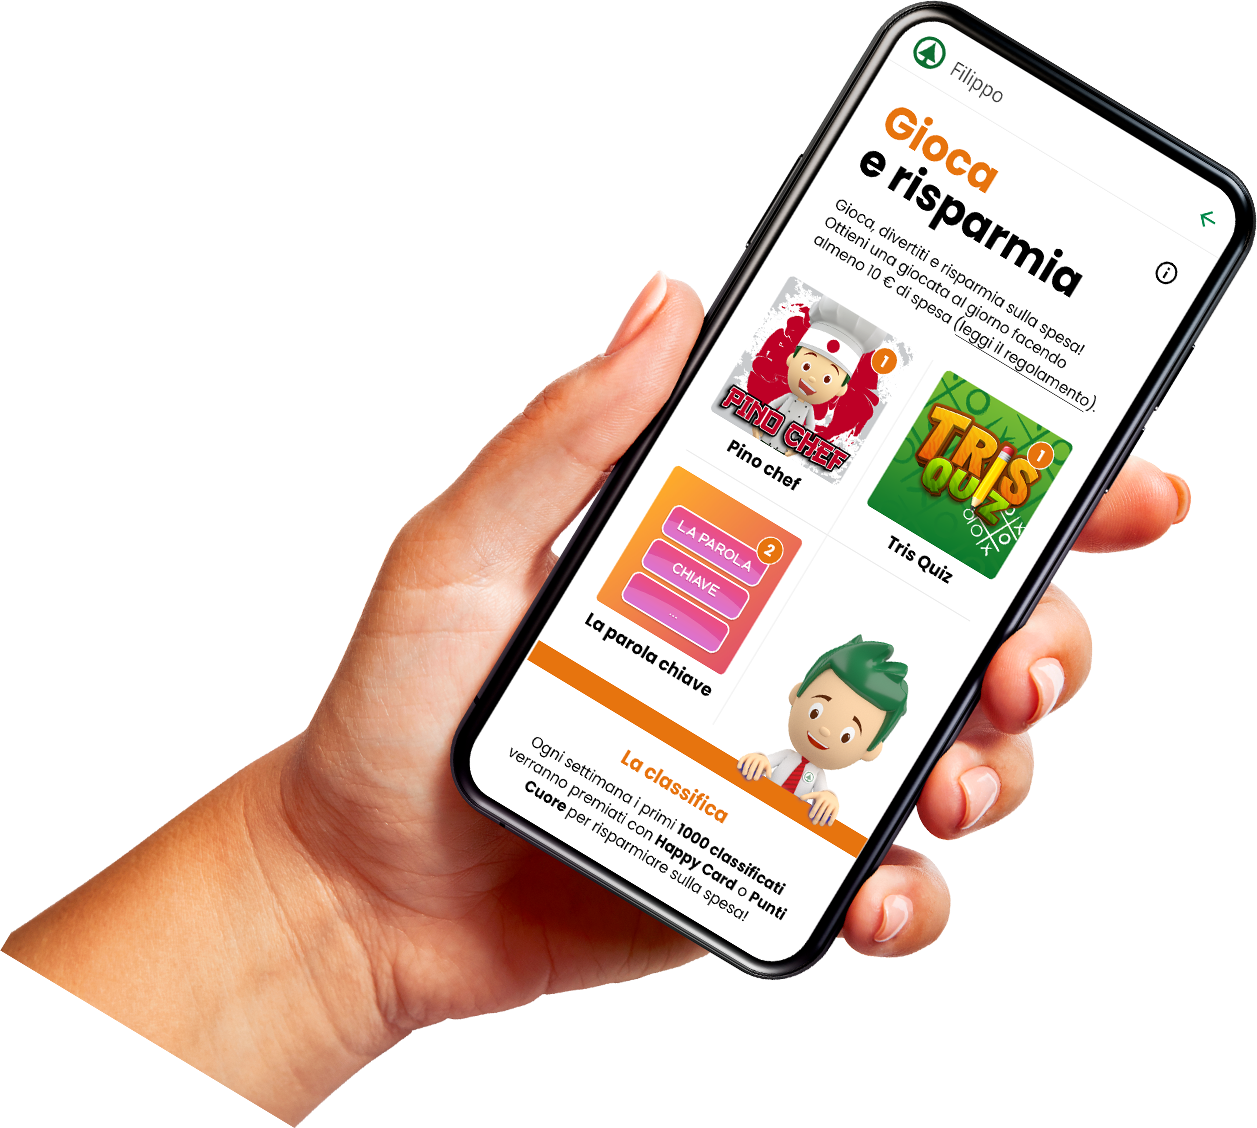 Filippo
Gioca
e risparmia
Gioca, divertiti e risparmia sulla spesa!
Ottieni una giocata al giorno facendo
almeno 10 € di spesa (leggi il regolamento).
PINO CHEF
1
Pino chef
TRIS
QUIZ
1
Tris Quiz
LA PAROLA
2
CHIAVE
...
La parola chiave
La classifica
Ogni settimana i primi 1000 classificati
verranno premiati con Happy Card o Punti
Cuore per risparmiare sulla spesa!